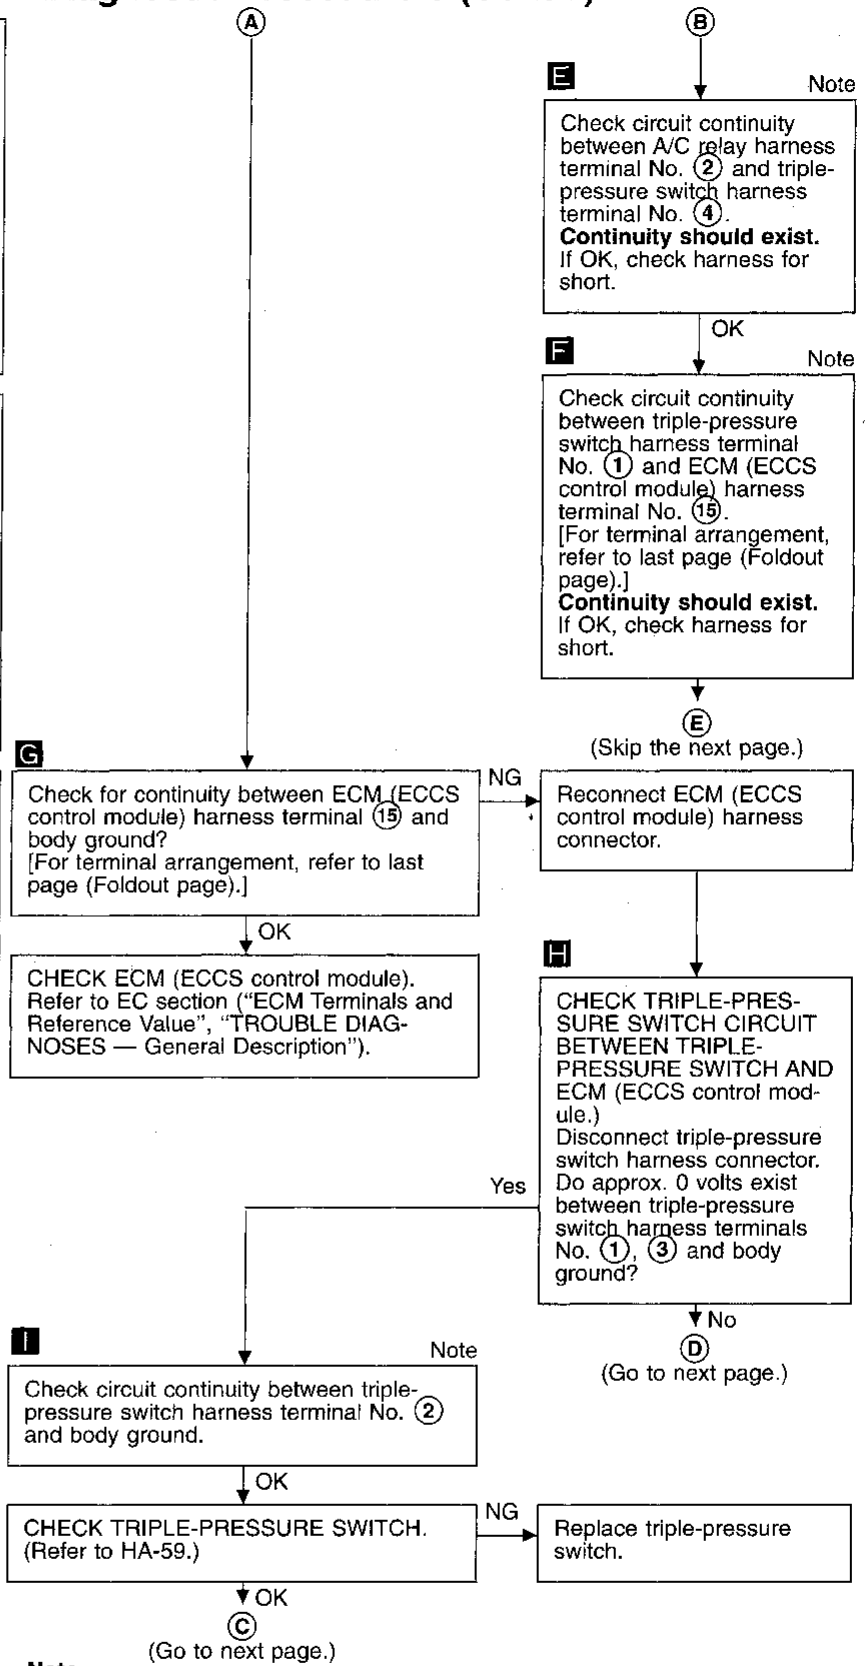 A
B
E
Note
Check circuit continuity
between A/C relay harness
terminal No. 2 and triple-
pressure switch harness
terminal No. 4.
Continuity should exist.
If OK, check harness for
short.
OK
F
Note
Check circuit continuity
between triple-pressure
switch harness terminal
No. 1 and ECM (ECCS
control module) harness
terminal No. 15.
[For terminal arrangement,
refer to last page (Foldout
page).]
Continuity should exist.
If OK, check harness for
short.
E
(Skip the next page.)
G
Check for continuity between ECM (ECCS
control module) harness terminal 15 and
body ground?
[For terminal arrangement, refer to last
page (Foldout page).]
NG
Reconnect ECM (ECCS
control module) harness
connector.
OK
CHECK ECM (ECCS control module).
Refer to EC section ("ECM Terminals and
Reference Value", "TROUBLE DIAG-
NOSES — General Description").
H
CHECK TRIPLE-PRES-
SURE SWITCH CIRCUIT
BETWEEN TRIPLE-
PRESSURE SWITCH AND
ECM (ECCS control mod-
ule.)
Disconnect triple-pressure
switch harness connector.
Do approx. 0 volts exist
between triple-pressure
switch harness terminals
No. 1, 3 and body
ground?
Yes
No
D
(Go to next page.)
I
Note
Check circuit continuity between triple-
pressure switch harness terminal No. 2
and body ground.
OK
CHECK TRIPLE-PRESSURE SWITCH.
(Refer to HA-59.)
NG
Replace triple-pressure
switch.
OK
C
(Go to next page.)